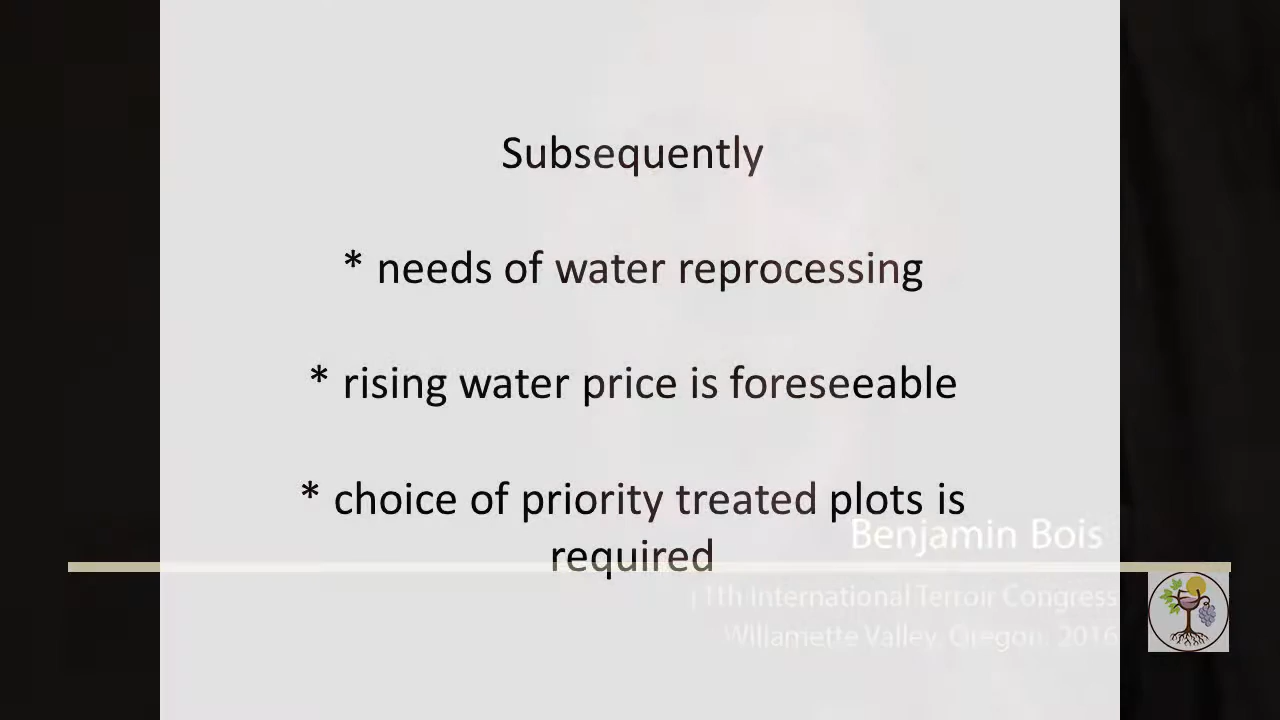 Subsequently
* needs of water reprocessing
* rising water price is foreseeable
* choice of priority treated plots is
required
Benjamin Bois
11th International Terroir Congress
Willamette Valley, Oregon, 2016